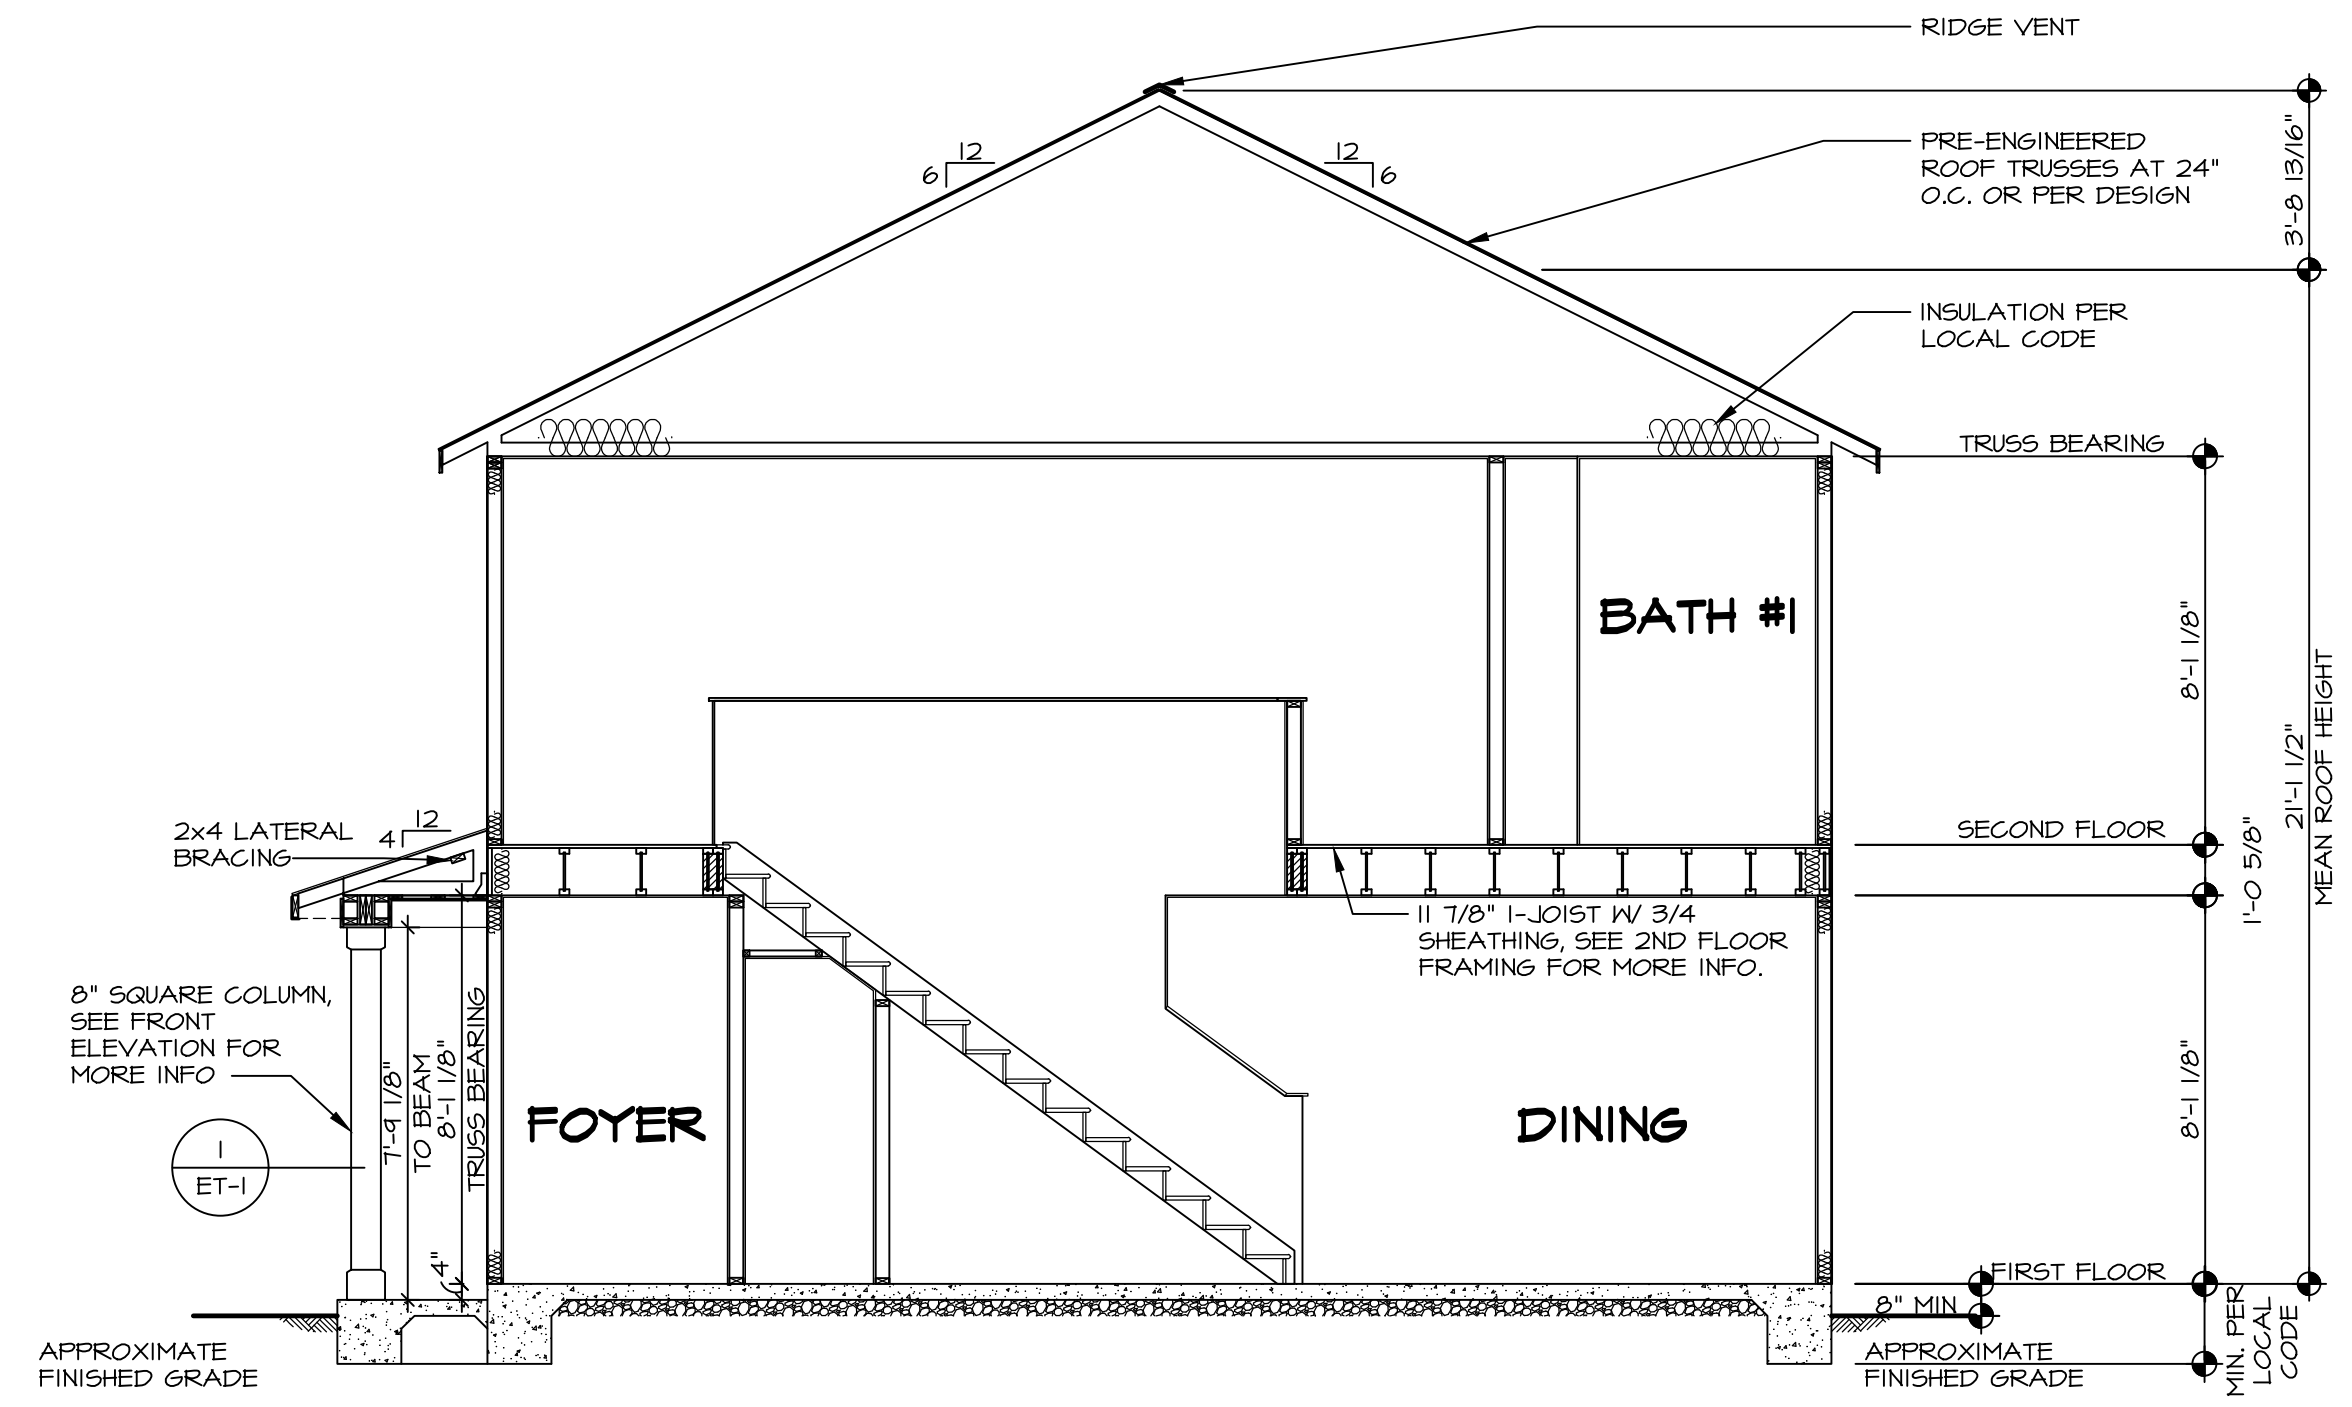 RIDGE VENT
12
6
12
6
PRE-ENGINEERED
ROOF TRUSSES AT 24"
O.C. OR PER DESIGN
3'-8 13/16"
INSULATION PER
LOCAL CODE
TRUSS BEARING
BATH #1
8'-1 1/8"
21'-1 1/2"
MEAN ROOF HEIGHT
2x4 LATERAL
BRACING
12
4
SECOND FLOOR
1'-0 5/8"
11 7/8" I-JOIST W/ 3/4
SHEATHING, SEE 2ND FLOOR
FRAMING FOR MORE INFO.
8" SQUARE COLUMN,
SEE FRONT
ELEVATION FOR
MORE INFO
7'-9 1/8"
TO BEAM
8'-1 1/8"
TRUSS BEARING
FOYER
DINING
8'-1 1/8"
1
ET-1
4"
FIRST FLOOR
8" MIN
MIN. PER
LOCAL
CODE
APPROXIMATE
FINISHED GRADE
APPROXIMATE
FINISHED GRADE